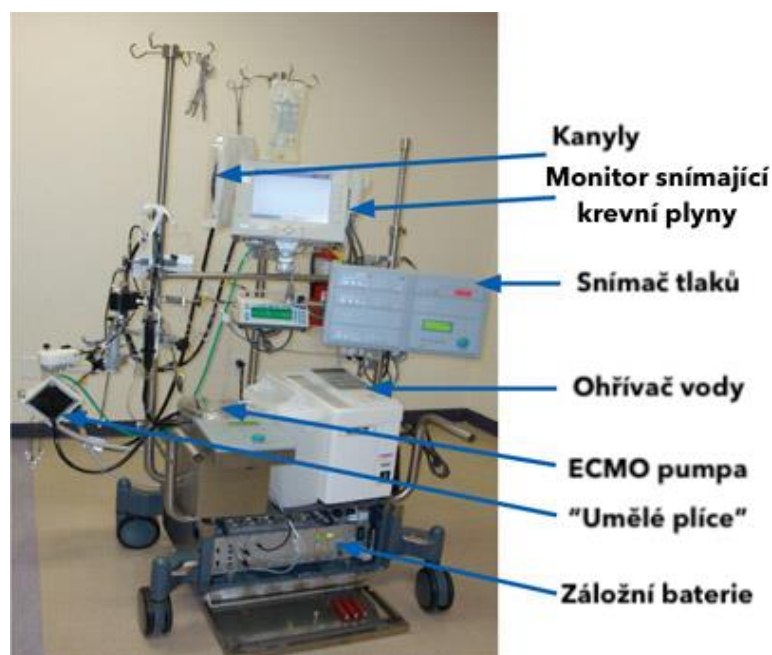 Kanyly
Monitor snímající
krevní plyny
Snímač tlaků
Ohřívač vody
ECMO pumpa
“Umělé plíce”
Záložní baterie